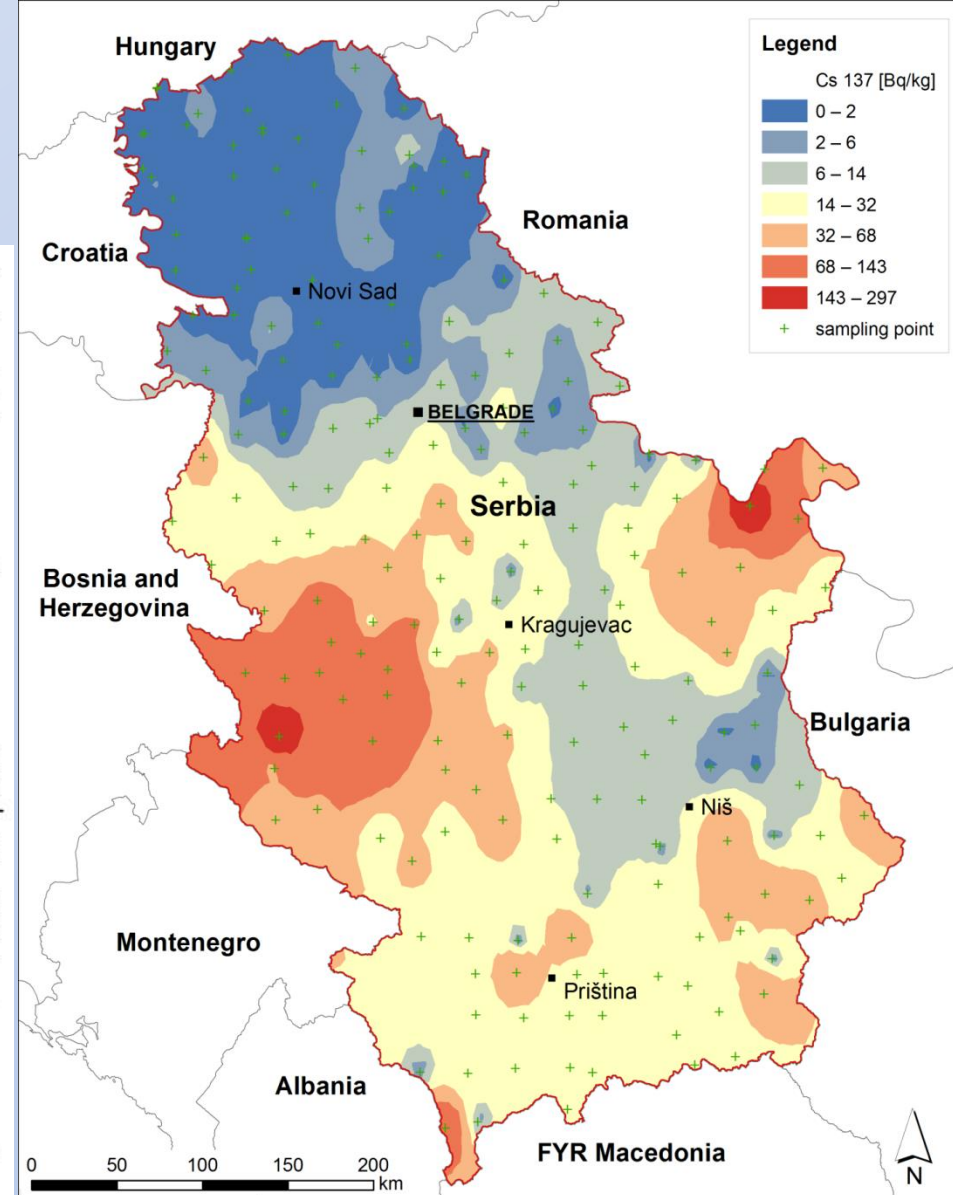 Hungary
Croatia
Romania
Novi Sad
BELGRADE
Serbia
Bosnia and
Herzegovina
Kragujevac
Bulgaria
Niš
Montenegro
Priština
Albania
FYR Macedonia
Legend
Cs 137 [Bq/kg]
0 – 2
2 – 6
6 – 14
14 – 32
32 – 68
68 – 143
143 – 297
+ sampling point
0 50 100 150 200
km
N